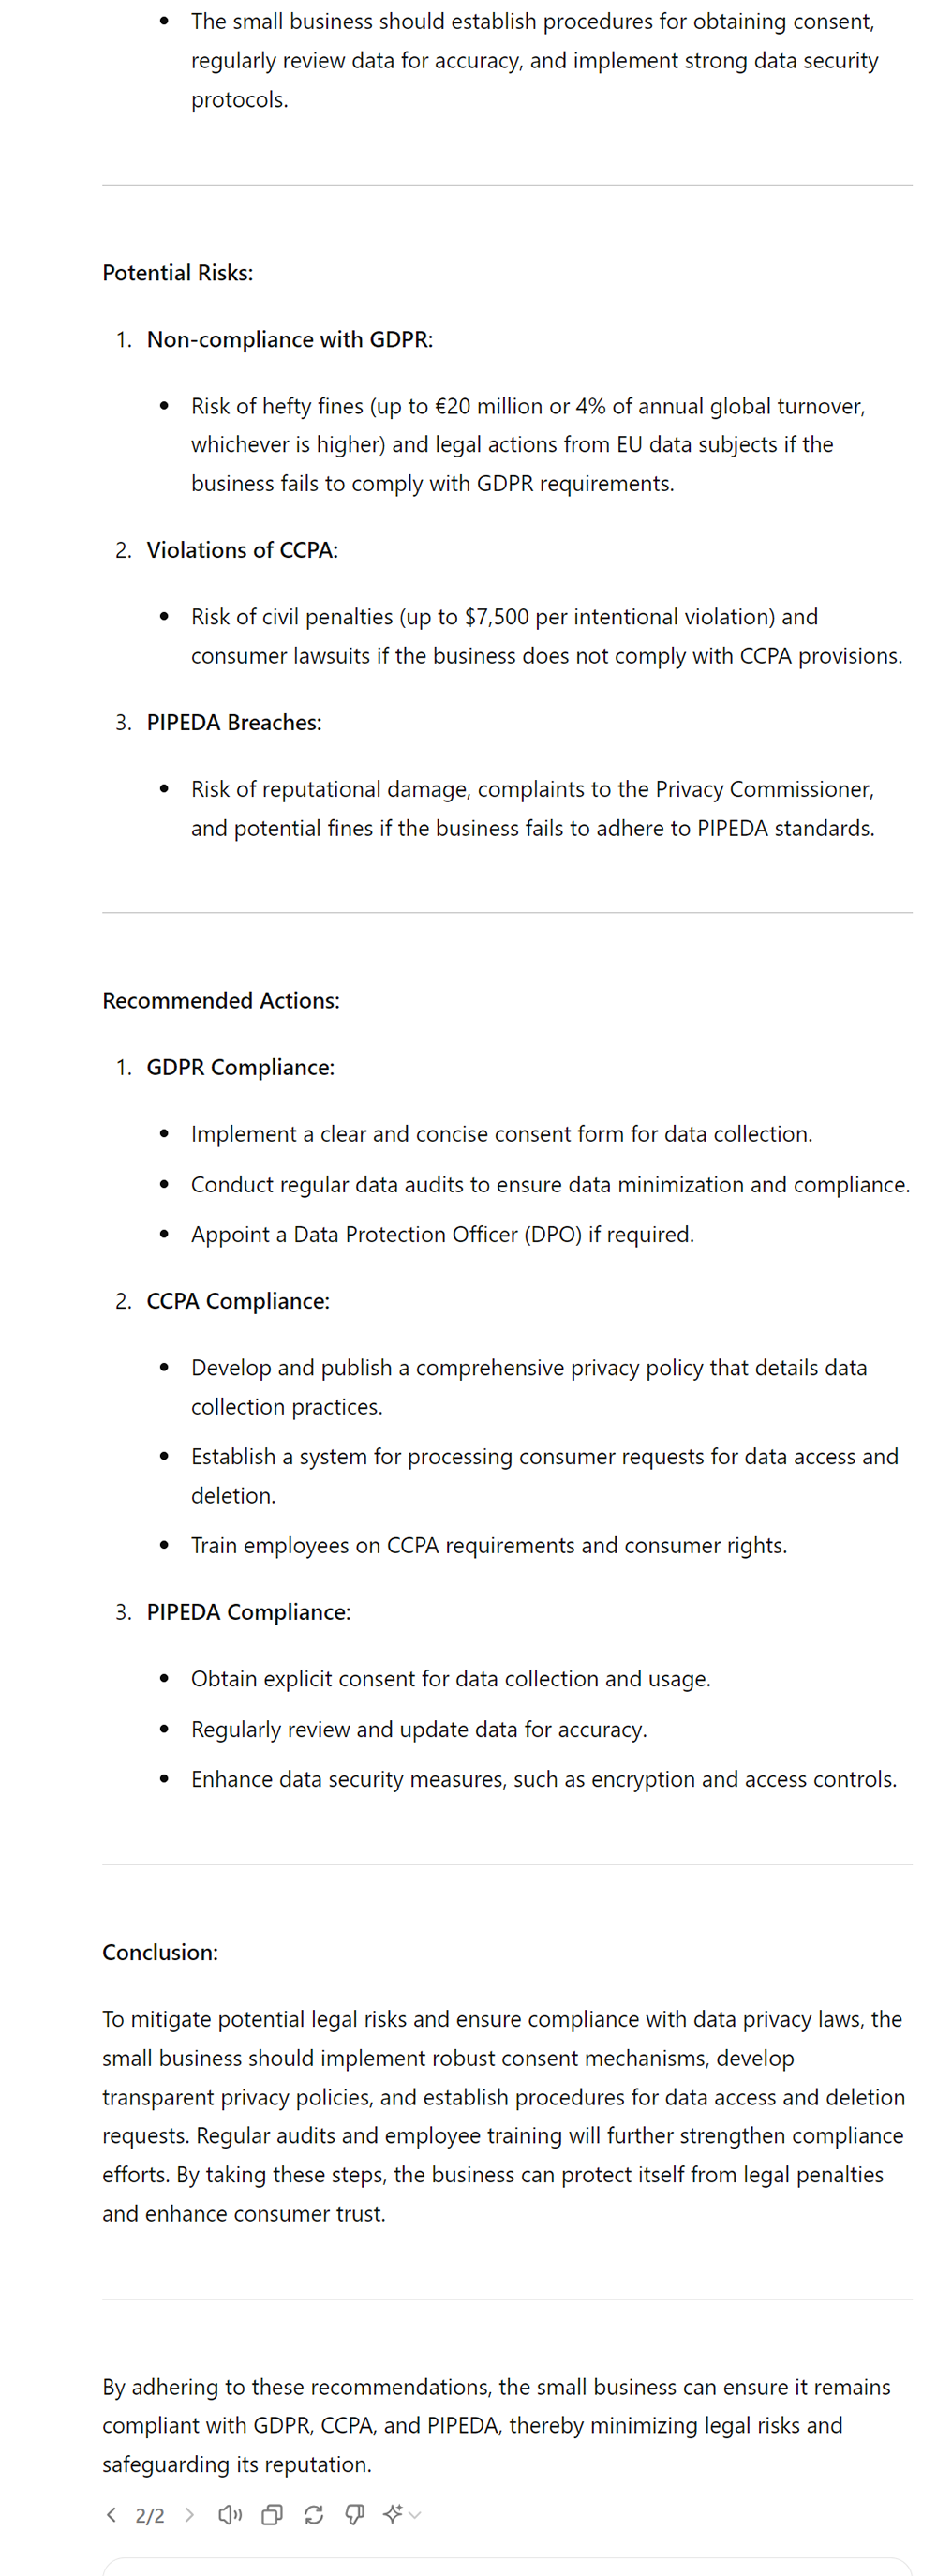 • The small business should establish procedures for obtaining consent,
regularly review data for accuracy, and implement strong data security
protocols.
Potential Risks:
1. Non-compliance with GDPR:
• Risk of hefty fines (up to €20 million or 4% of annual global turnover,
whichever is higher) and legal actions from EU data subjects if the
business fails to comply with GDPR requirements.
2. Violations of CCPA:
• Risk of civil penalties (up to $7,500 per intentional violation) and
consumer lawsuits if the business does not comply with CCPA provisions.
3. PIPEDA Breaches:
• Risk of reputational damage, complaints to the Privacy Commissioner,
and potential fines if the business fails to adhere to PIPEDA standards.
Recommended Actions:
1. GDPR Compliance:
• Implement a clear and concise consent form for data collection.
• Conduct regular data audits to ensure data minimization and compliance.
• Appoint a Data Protection Officer (DPO) if required.
2. CCPA Compliance:
• Develop and publish a comprehensive privacy policy that details data
collection practices.
• Establish a system for processing consumer requests for data access and
deletion.
• Train employees on CCPA requirements and consumer rights.
3. PIPEDA Compliance:
• Obtain explicit consent for data collection and usage.
• Regularly review and update data for accuracy.
• Enhance data security measures, such as encryption and access controls.
Conclusion:
To mitigate potential legal risks and ensure compliance with data privacy laws, the
small business should implement robust consent mechanisms, develop
transparent privacy policies, and establish procedures for data access and deletion
requests. Regular audits and employee training will further strengthen compliance
efforts. By taking these steps, the business can protect itself from legal penalties
and enhance consumer trust.
By adhering to these recommendations, the small business can ensure it remains
compliant with GDPR, CCPA, and PIPEDA, thereby minimizing legal risks and
safeguarding its reputation.
2/2